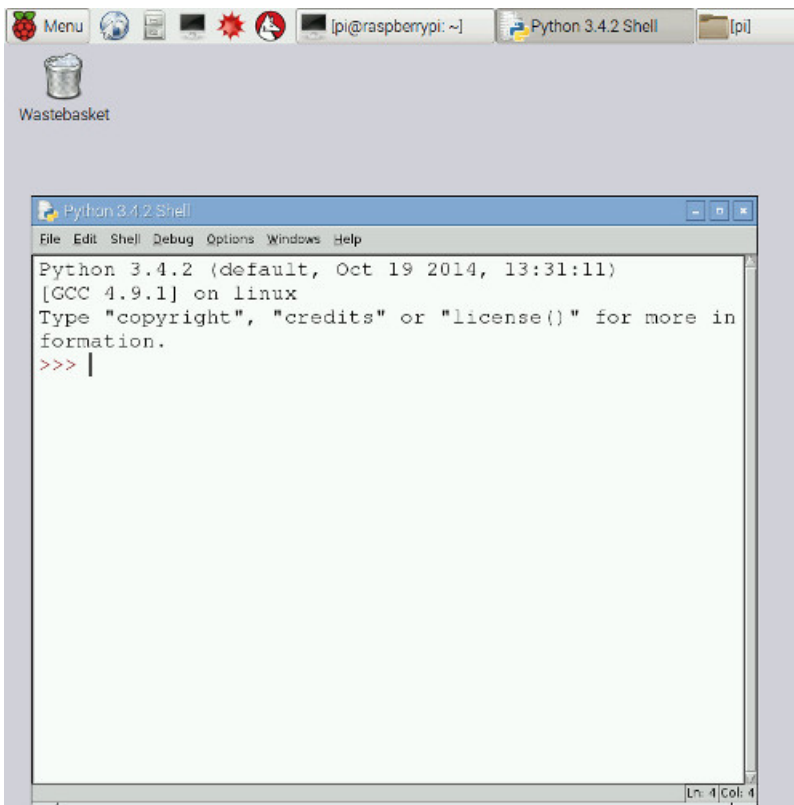 Menu [pi@raspberrypi: ~] Python 3.4.2 Shell [pi]
Wastebasket
Python 3.4.2 Shell
File Edit Shell Debug Options Windows Help
Python 3.4.2 (default, Oct 19 2014, 13:31:11)
[GCC 4.9.1] on linux
Type "copyright", "credits" or "license()" for more in
formation.
>>>
Ln: 4 Col: 4